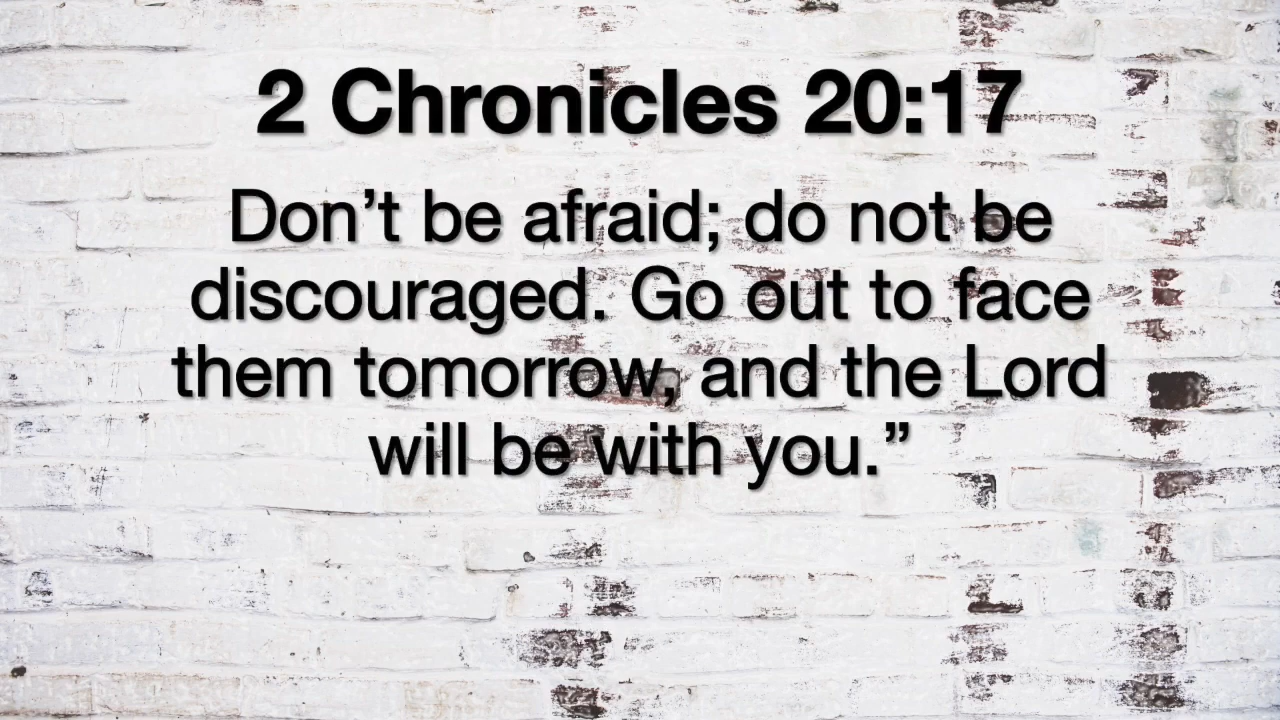 2 Chronicles 20:17
Don’t be afraid; do not be
discouraged. Go out to face
them tomorrow, and the Lord
will be with you.”